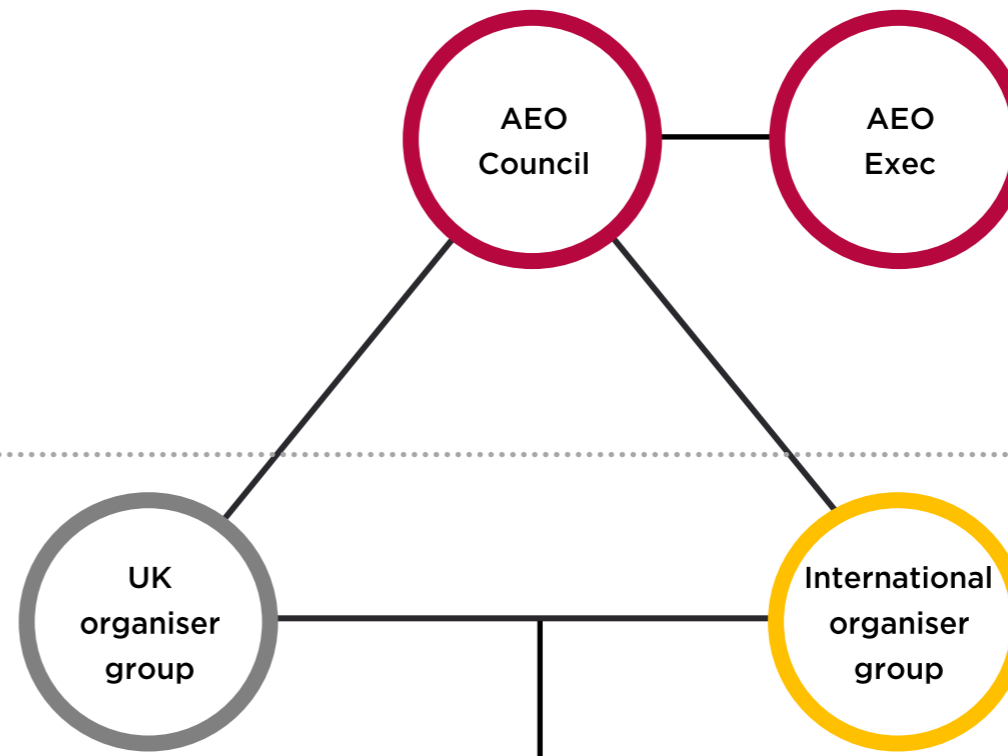 AEO
Council
AEO
Exec
UK
organiser
group
International
organiser
group